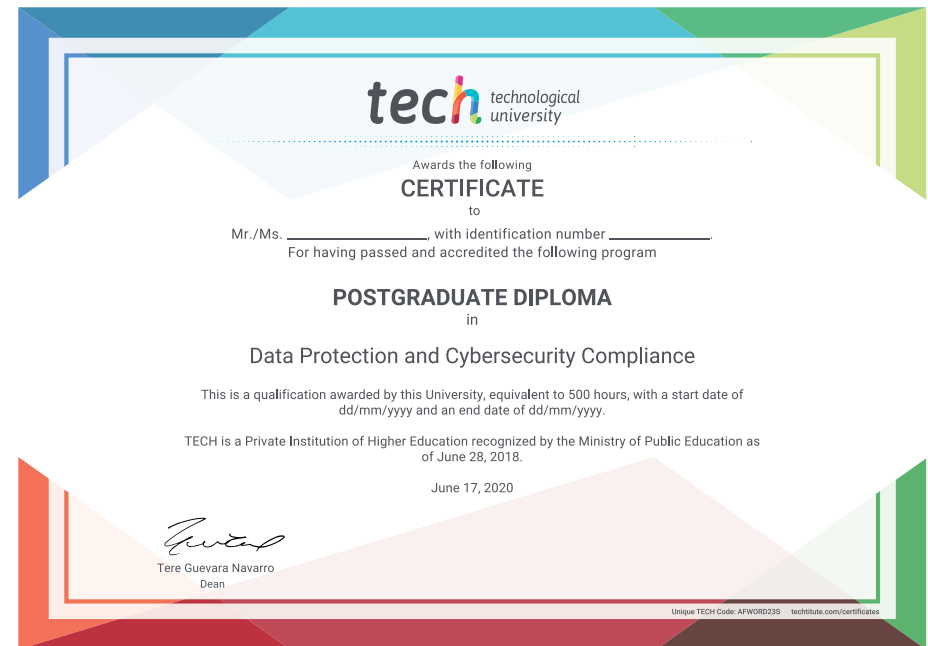 tech technological
university
Awards the following
CERTIFICATE
to
Mr./Ms. ____________________, with identification number ______________.
For having passed and accredited the following program
POSTGRADUATE DIPLOMA
in
Data Protection and Cybersecurity Compliance
This is a qualification awarded by this University, equivalent to 500 hours, with a start date of
dd/mm/yyyy and an end date of dd/mm/yyyy.
TECH is a Private Institution of Higher Education recognized by the Ministry of Public Education as
of June 28, 2018.
June 17, 2020
Tere Guevara Navarro
Dean
Unique TECH Code: AFWORD23S techtitute.com/certificates